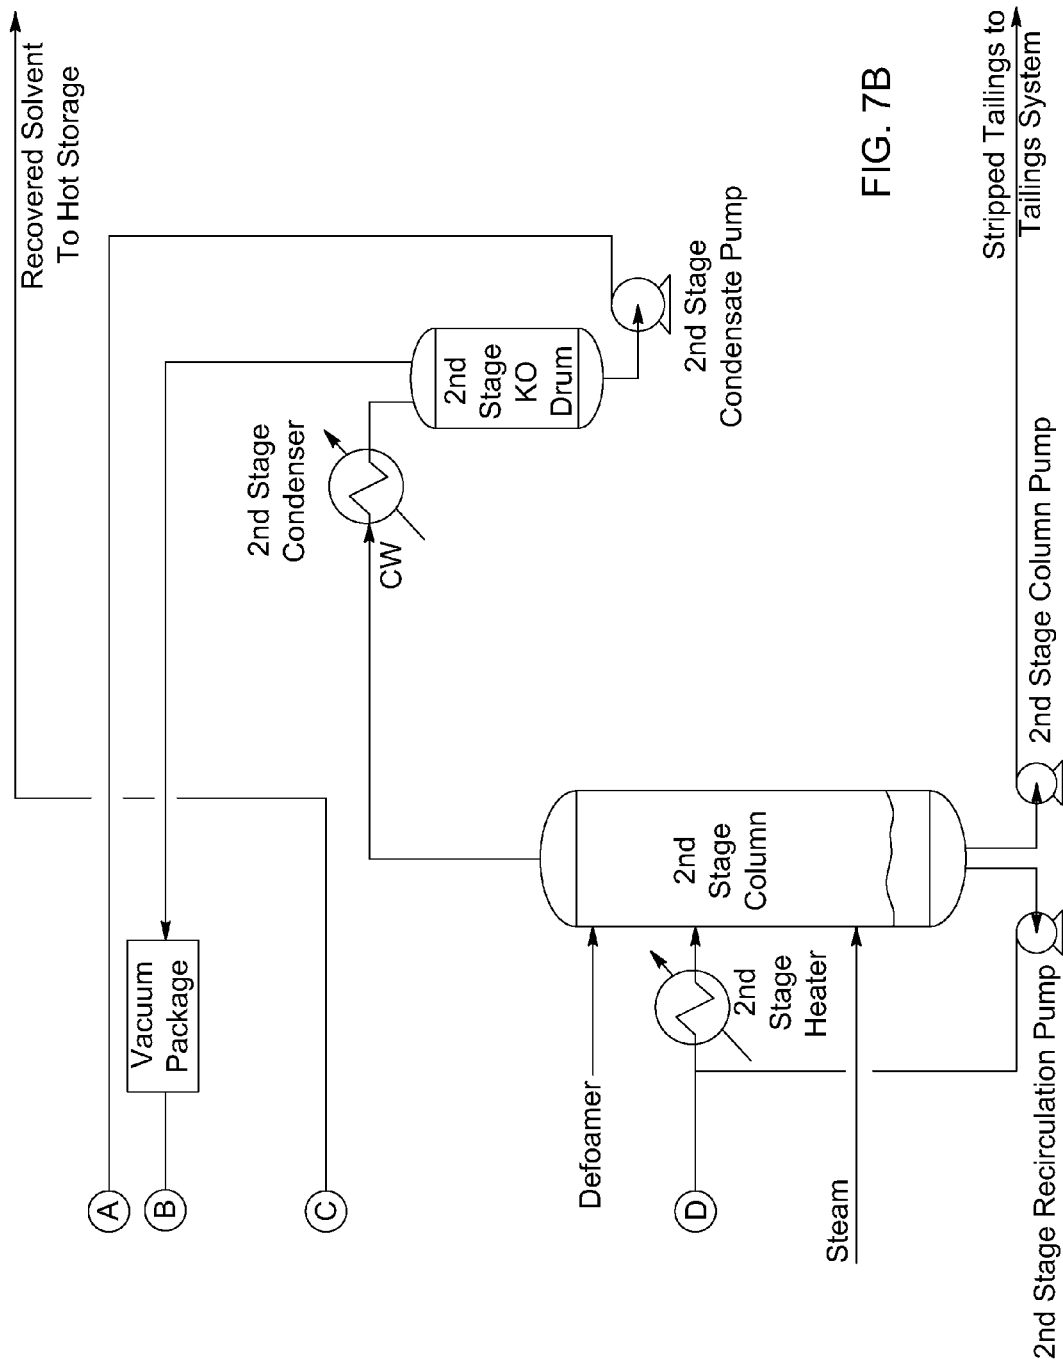 Recovered Solvent
To Hot Storage
A
B
Vacuum
Package
C
2nd Stage
Condenser
CW
2nd
Stage
KO
Drum
2nd Stage
Condensate Pump
FIG. 7B
Defoamer
D
Steam
2nd
Stage
Heater
2nd
Stage
Column
Stripped Tailings to
Tailings System
2nd Stage Recirculation Pump
2nd Stage Column Pump